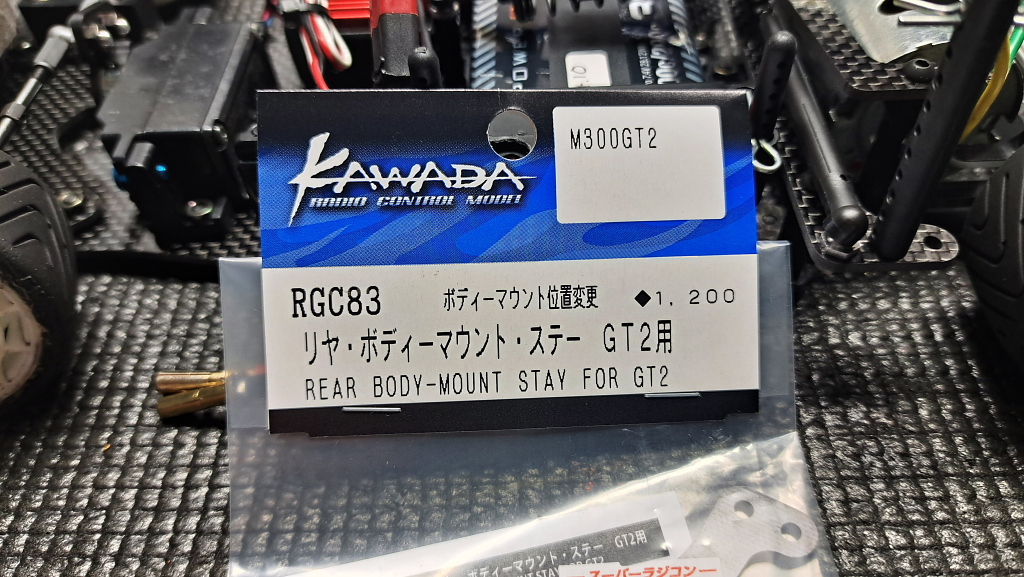 KAWADA
RADIO CONTROL MODEL
M300GT2
RGC83 ボディーマウント位置変更 ◆1,200
リヤ・ボディーマウント・ステー GT2用
REAR BODY-MOUNT STAY FOR GT2
ボディーマウント・ステー GT2用
スーパーラジコン